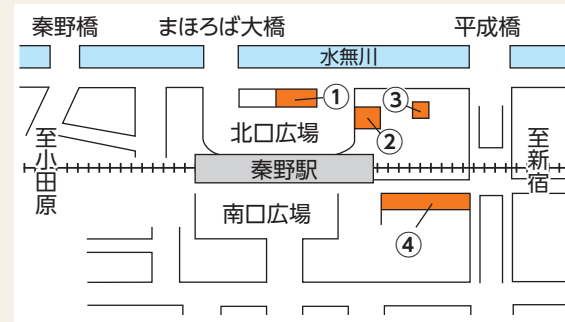 秦野橋
まほろば大橋
平成橋
水無川
①
③
②
北口広場
至小田原
至新宿
秦野駅
南口広場
④